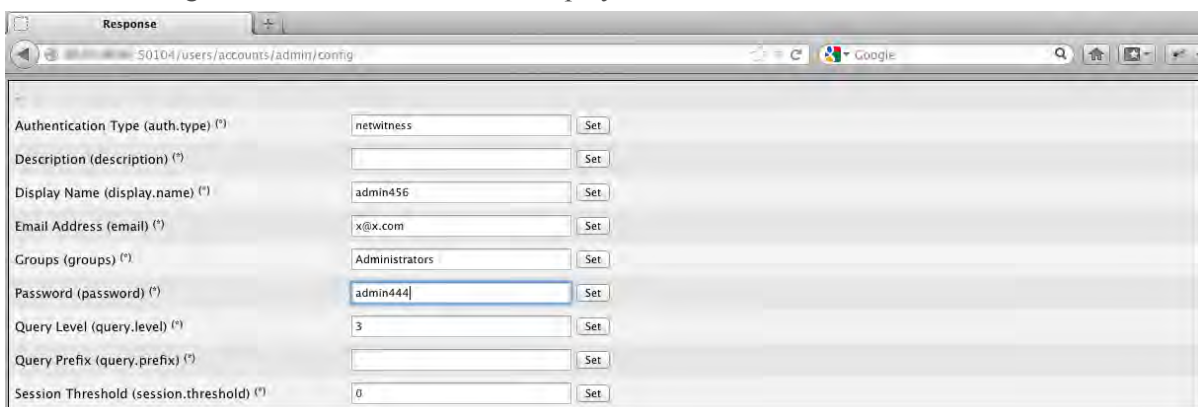 Response
50104/users/accounts/admin/config
Google
Authentication Type (auth.type) (*) netwitness Set
Description (description) (*) Set
Display Name (display.name) (*) admin456 Set
Email Address (email) (*) x@x.com Set
Groups (groups) (*) Administrators Set
Password (password) (*) admin444 Set
Query Level (query.level) (*) 3 Set
Query Prefix (query.prefix) (*) Set
Session Threshold (session.threshold) (*) 0 Set